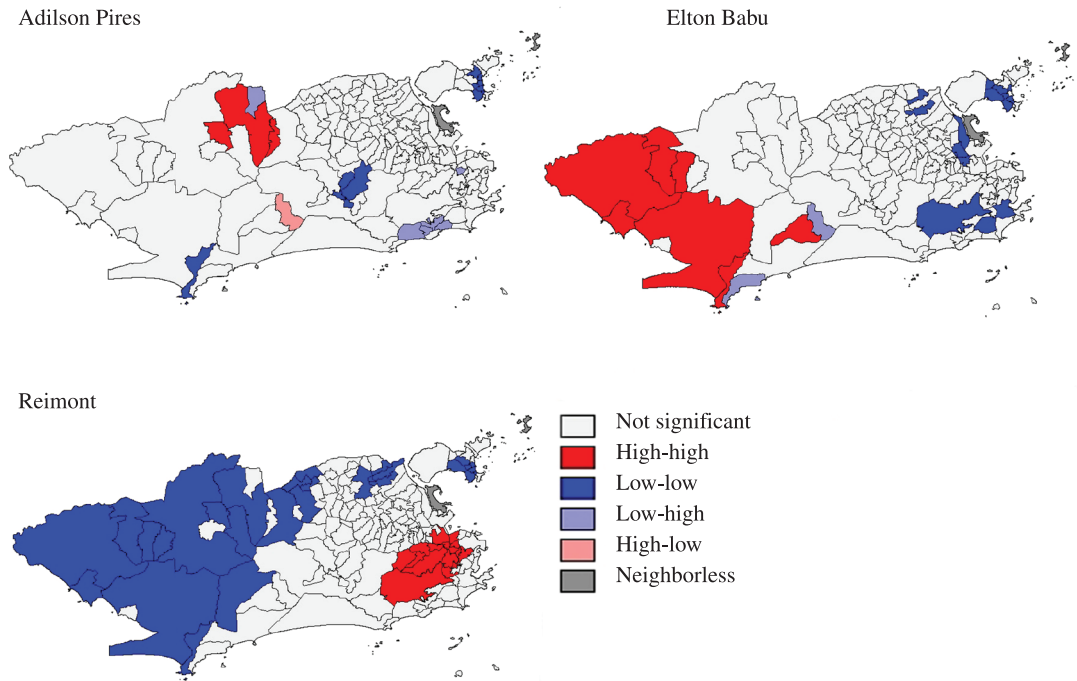 Adilson Pires
Elton Babu
Reimont
Not significant
High-high
Low-low
Low-high
High-low
Neighborless